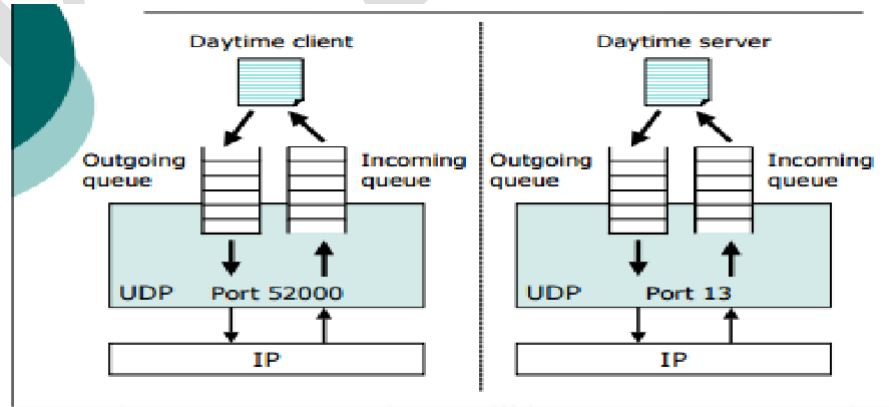 Daytime client
Outgoing queue
Incoming queue
UDP Port 52000
IP
Daytime server
Outgoing queue
Incoming queue
UDP Port 13
IP